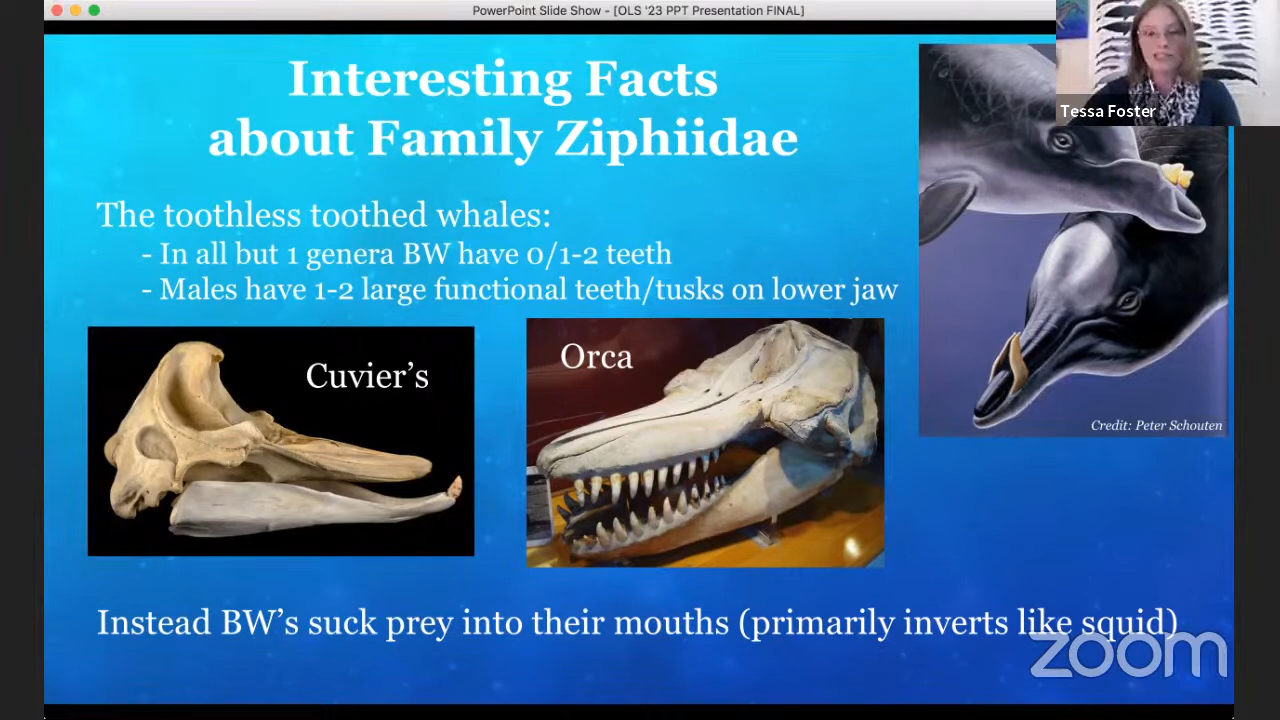 PowerPoint Slide Show - [OLS '23 PPT Presentation FINAL]
Tessa Foster
Interesting Facts
about Family Ziphiidae
The toothless toothed whales:
- In all but 1 genera BW have 0/1-2 teeth
- Males have 1-2 large functional teeth/tusks on lower jaw
Cuvier’s
Orca
Credit: Peter Schouten
Instead BW’s suck prey into their mouths (primarily inverts like squid)
zoom